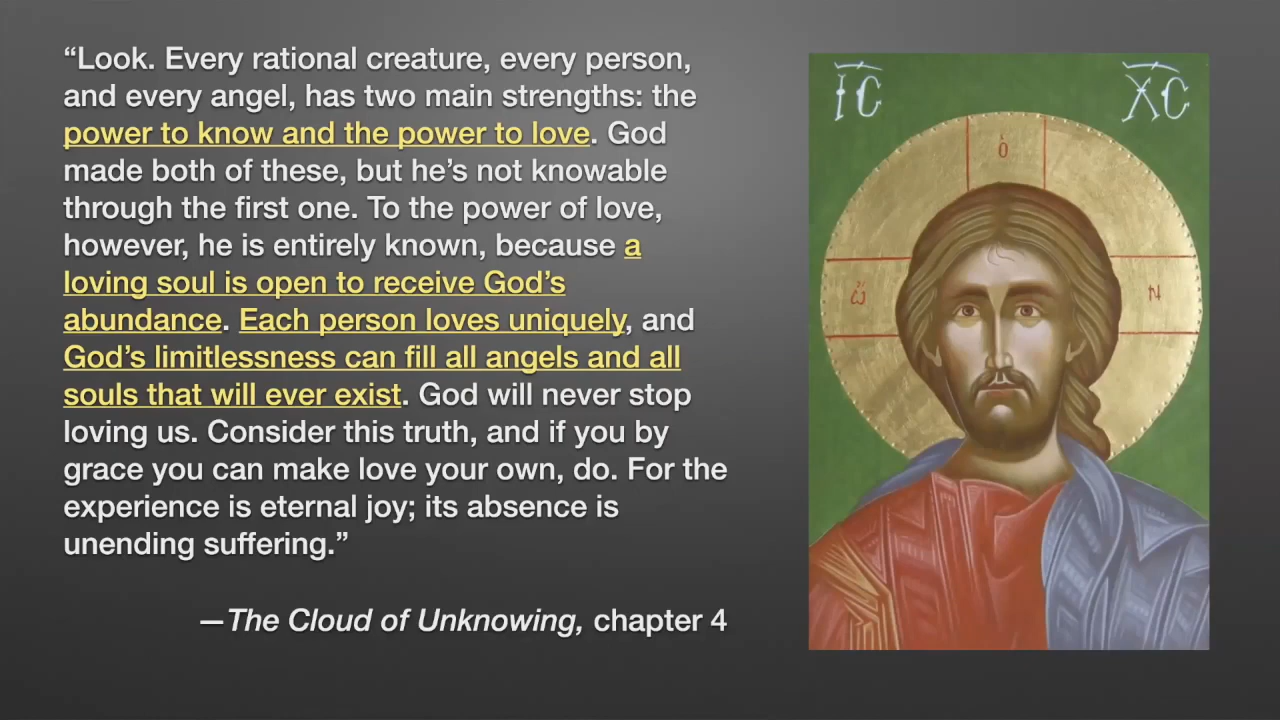 “Look. Every rational creature, every person,
and every angel, has two main strengths: the
power to know and the power to love. God
made both of these, but he’s not knowable
through the first one. To the power of love,
however, he is entirely known, because a
loving soul is open to receive God’s
abundance. Each person loves uniquely, and
God’s limitlessness can fill all angels and all
souls that will ever exist. God will never stop
loving us. Consider this truth, and if you by
grace you can make love your own, do. For the
experience is eternal joy; its absence is
unending suffering.”
—The Cloud of Unknowing, chapter 4
IC XC
ὁ
ὢ Ν